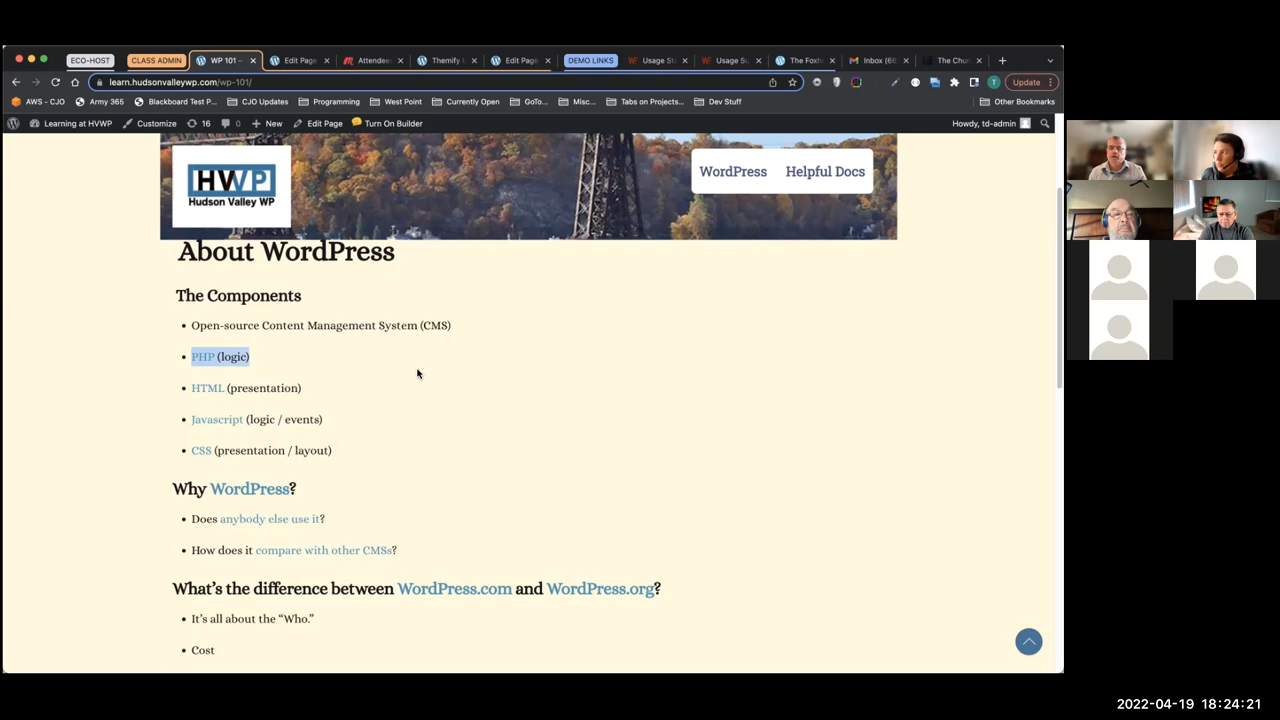 ECO-HOST
CLASS ADMIN
WP 101 –
Edit Page
Attendee
Themify
Edit Page
DEMO LINKS
Usage St
Usage St
The Foxh
Inbox (66
The Chur
learn.hudsonvalleywp.com/wp-101/
T
Update
AWS - CJO
Army 365
Blackboard Test P...
CJO Updates
Programming
West Point
Currently Open
GoTo...
Misc...
Tabs on Projects...
Dev Stuff
Other Bookmarks
Learning at HVWP
Customize
16
0
New
Edit Page
Turn On Builder
Howdy, td-admin
HWP
Hudson Valley WP
WordPress
Helpful Docs
About WordPress
The Components
• Open-source Content Management System (CMS)
• PHP (logic)
• HTML (presentation)
• Javascript (logic / events)
• CSS (presentation / layout)
Why WordPress?
• Does anybody else use it?
• How does it compare with other CMSs?
What's the difference between WordPress.com and WordPress.org?
• It's all about the “Who.”
• Cost
2022-04-19 18:24:21